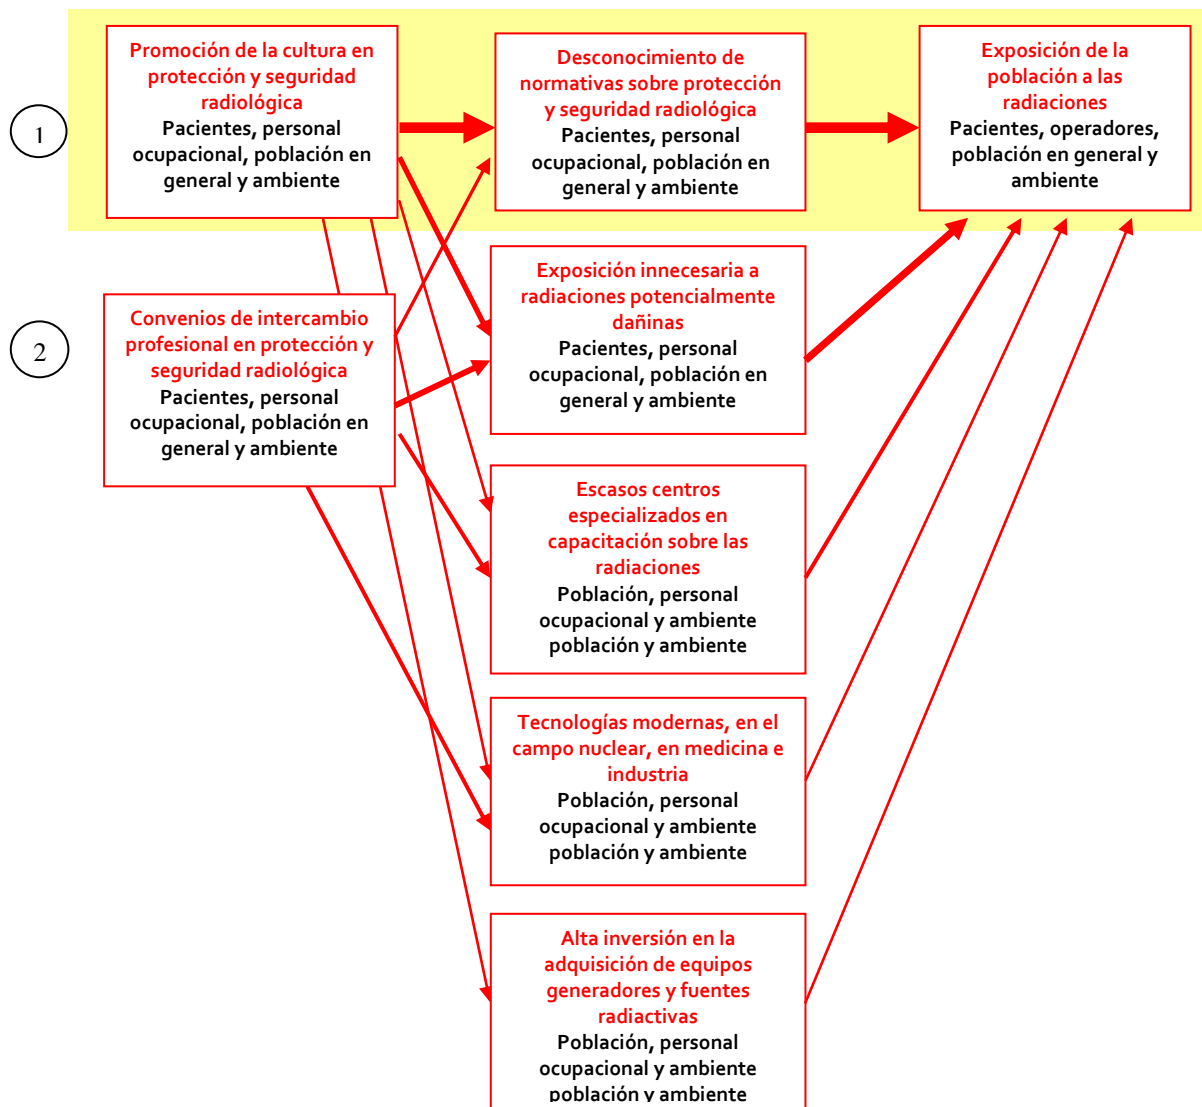 1
Promoción de la cultura en
protección y seguridad
radiológica
Pacientes, personal
ocupacional, población en
general y ambiente
Desconocimiento de
normativas sobre protección
y seguridad radiológica
Pacientes, personal
ocupacional, población en
general y ambiente
Exposición de la
población a las
radiaciones
Pacientes, operadores,
población en general y
ambiente
2
Convenios de intercambio
profesional en protección y
seguridad radiológica
Pacientes, personal
ocupacional, población en
general y ambiente
Exposición innecesaria a
radiaciones potencialmente
dañinas
Pacientes, personal
ocupacional, población en
general y ambiente
Escasos centros
especializados en
capacitación sobre las
radiaciones
Población, personal
ocupacional y ambiente
población y ambiente
Tecnologías modernas, en el
campo nuclear, en medicina e
industria
Población, personal
ocupacional y ambiente
población y ambiente
Alta inversión en la
adquisición de equipos
generadores y fuentes
radiactivas
Población, personal
ocupacional y ambiente
población y ambiente